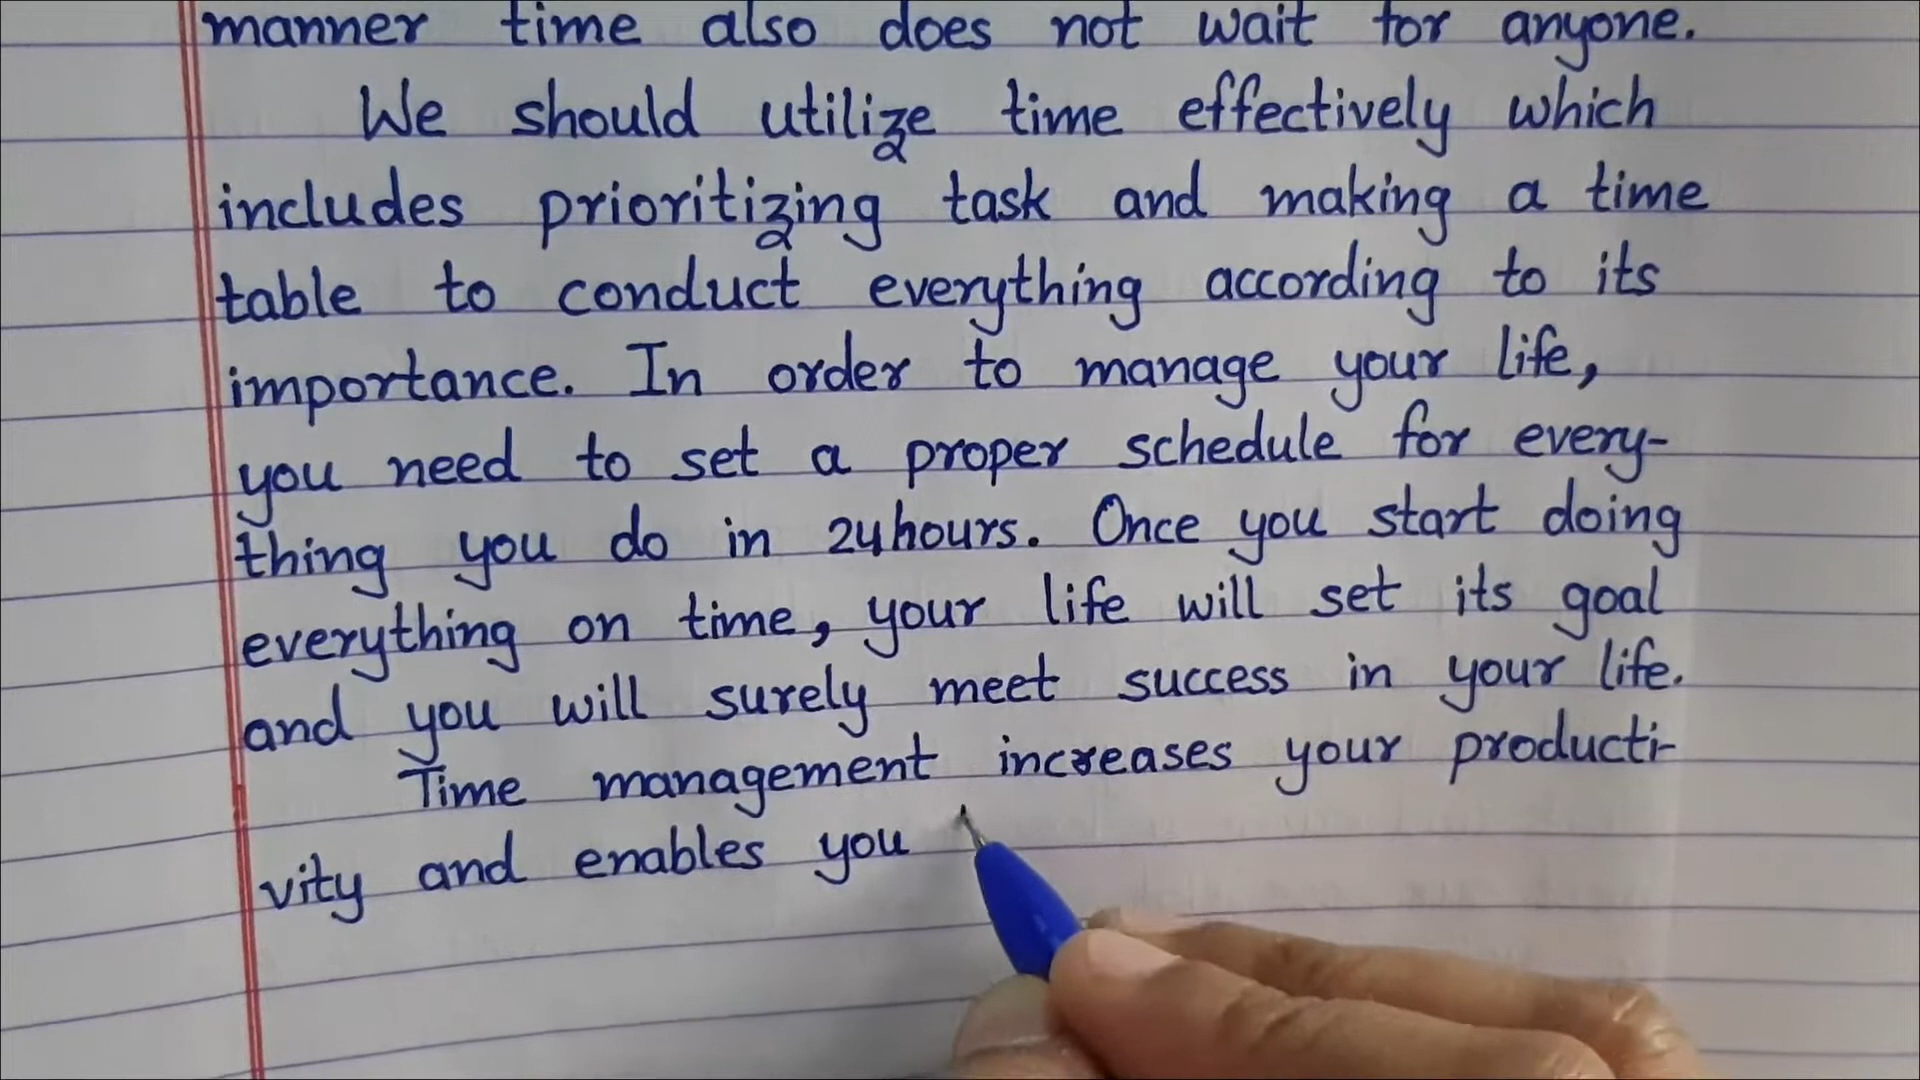 manner time also does not wait for anyone.
We should utilize time effectively which
includes prioritizing task and making a time
table to conduct everything according to its
importance. In order to manage your life,
you need to set a proper schedule for every-
thing you do in 24hours. Once you start doing
everything on time, your life will set its goal
and you will surely meet success in your life.
Time management increases your producti-
vity and enables you